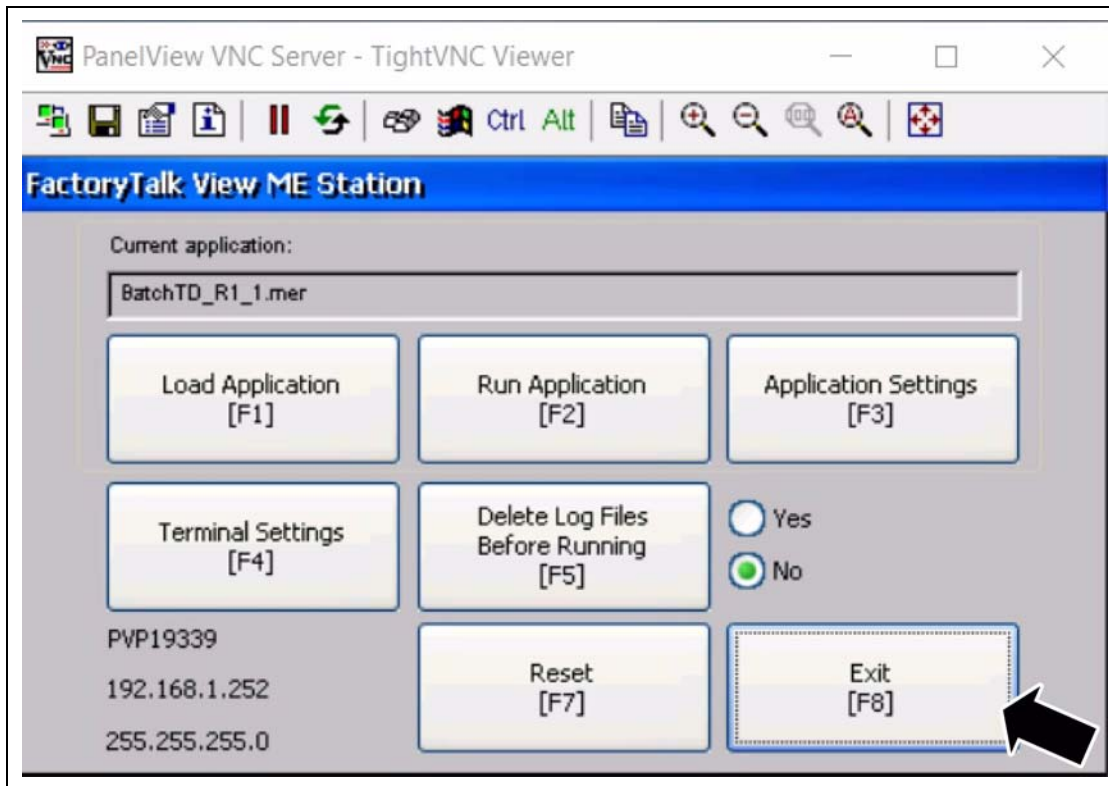 PanelView VNC Server - TightVNC Viewer
Ctrl Alt
FactoryTalk View ME Station
Current application:
BatchTD_R1_1.mer
Load Application
[F1]
Run Application
[F2]
Application Settings
[F3]
Terminal Settings
[F4]
Delete Log Files
Before Running
[F5]
Yes
No
PVP19339
192.168.1.252
255.255.255.0
Reset
[F7]
Exit
[F8]